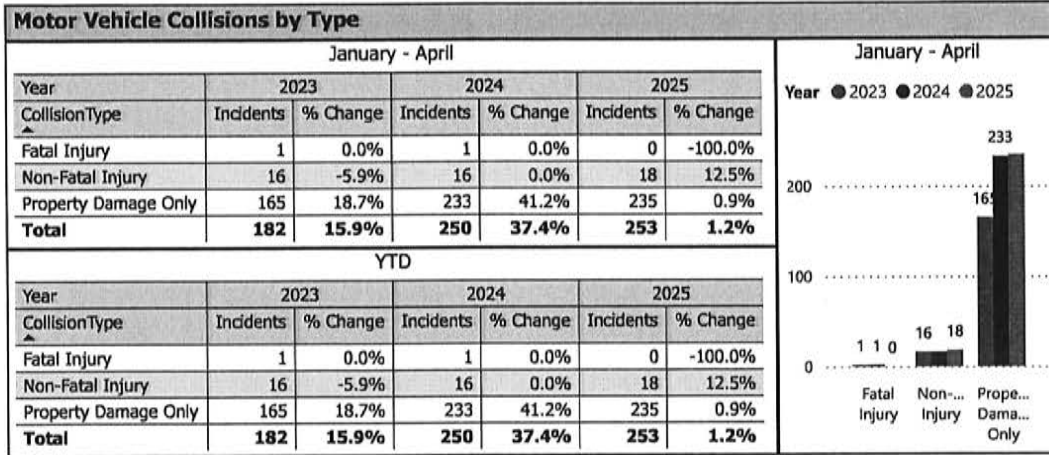 Motor Vehicle Collisions by Type
January - April
Year 2023 2024 2025
CollisionType Incidents % Change Incidents % Change Incidents % Change
Fatal Injury 1 0.0% 1 0.0% 0 -100.0%
Non-Fatal Injury 16 -5.9% 16 0.0% 18 12.5%
Property Damage Only 165 18.7% 233 41.2% 235 0.9%
Total 182 15.9% 250 37.4% 253 1.2%
YTD
Year 2023 2024 2025
CollisionType Incidents % Change Incidents % Change Incidents % Change
Fatal Injury 1 0.0% 1 0.0% 0 -100.0%
Non-Fatal Injury 16 -5.9% 16 0.0% 18 12.5%
Property Damage Only 165 18.7% 233 41.2% 235 0.9%
Total 182 15.9% 250 37.4% 253 1.2%
January - April
Year 2023 2024 2025
233
200
165
100
16 18
1 1 0
0
Fatal Non-... Prope...
Injury Injury Dama...
Only